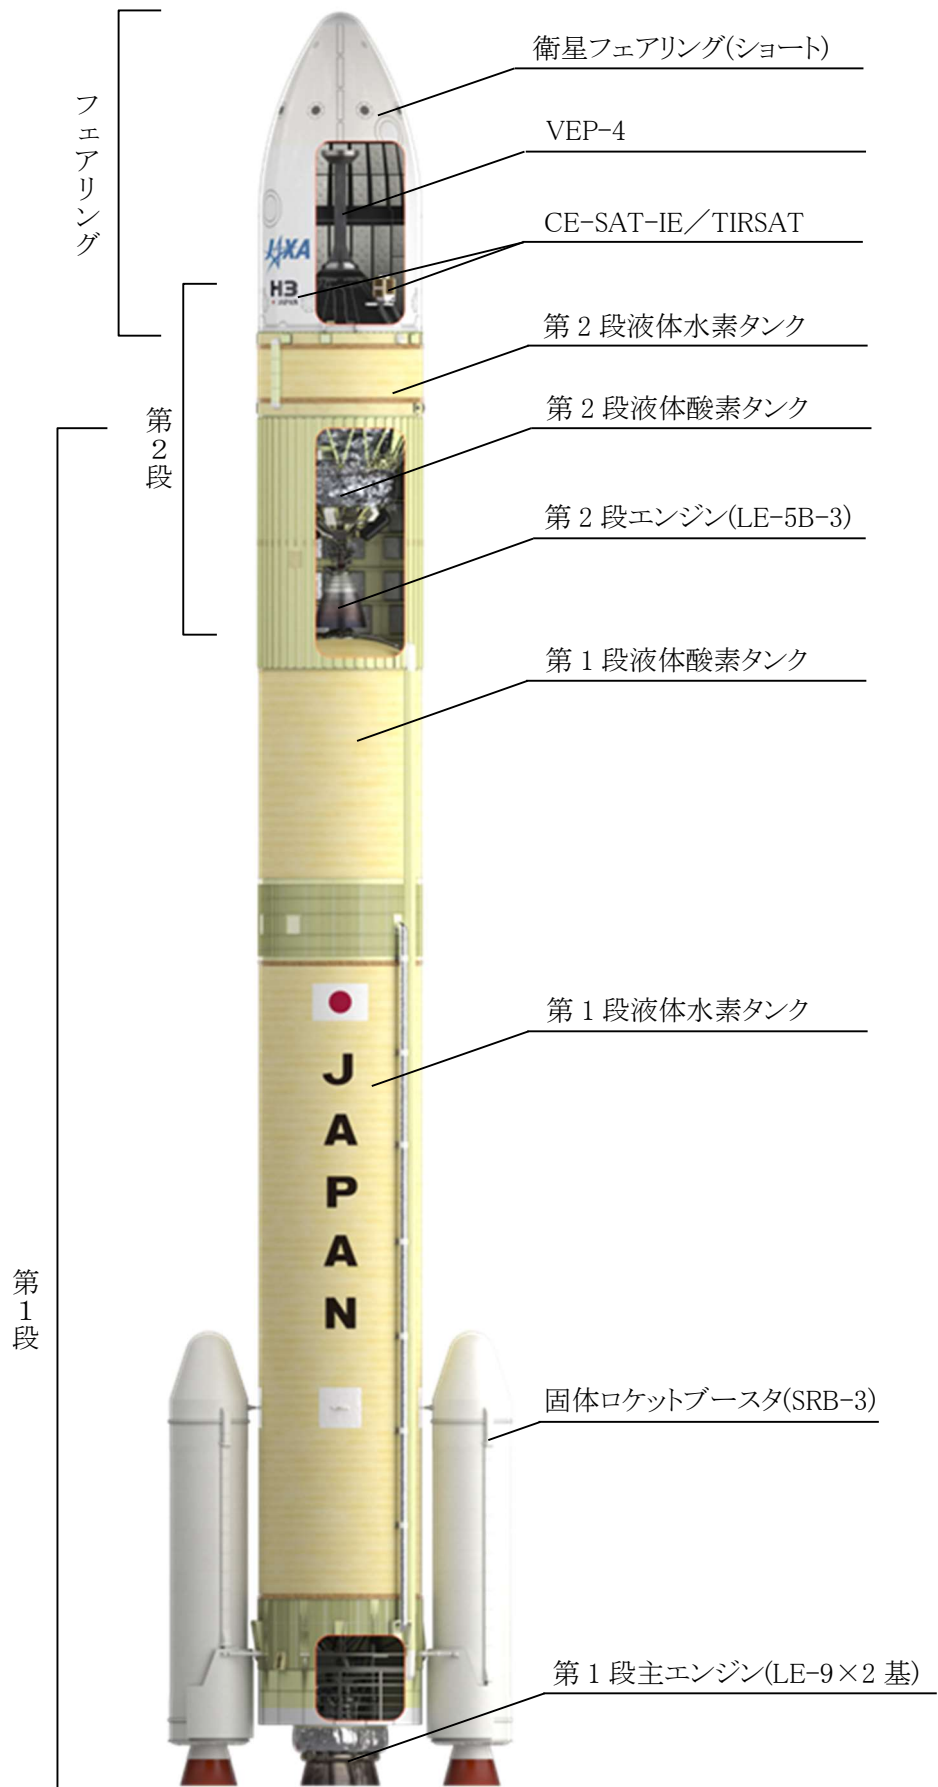 衛星フェアリング(ショート)
フェアリング
VEP-4
CE-SAT-IE／TIRSAT
JAXA
H3
第2段液体水素タンク
第2段液体酸素タンク
第2段
第2段エンジン(LE-5B-3)
第1段液体酸素タンク
第1段液体水素タンク
JAPAN
第1段
固体ロケットブースタ(SRB-3)
第1段主エンジン(LE-9×2基)